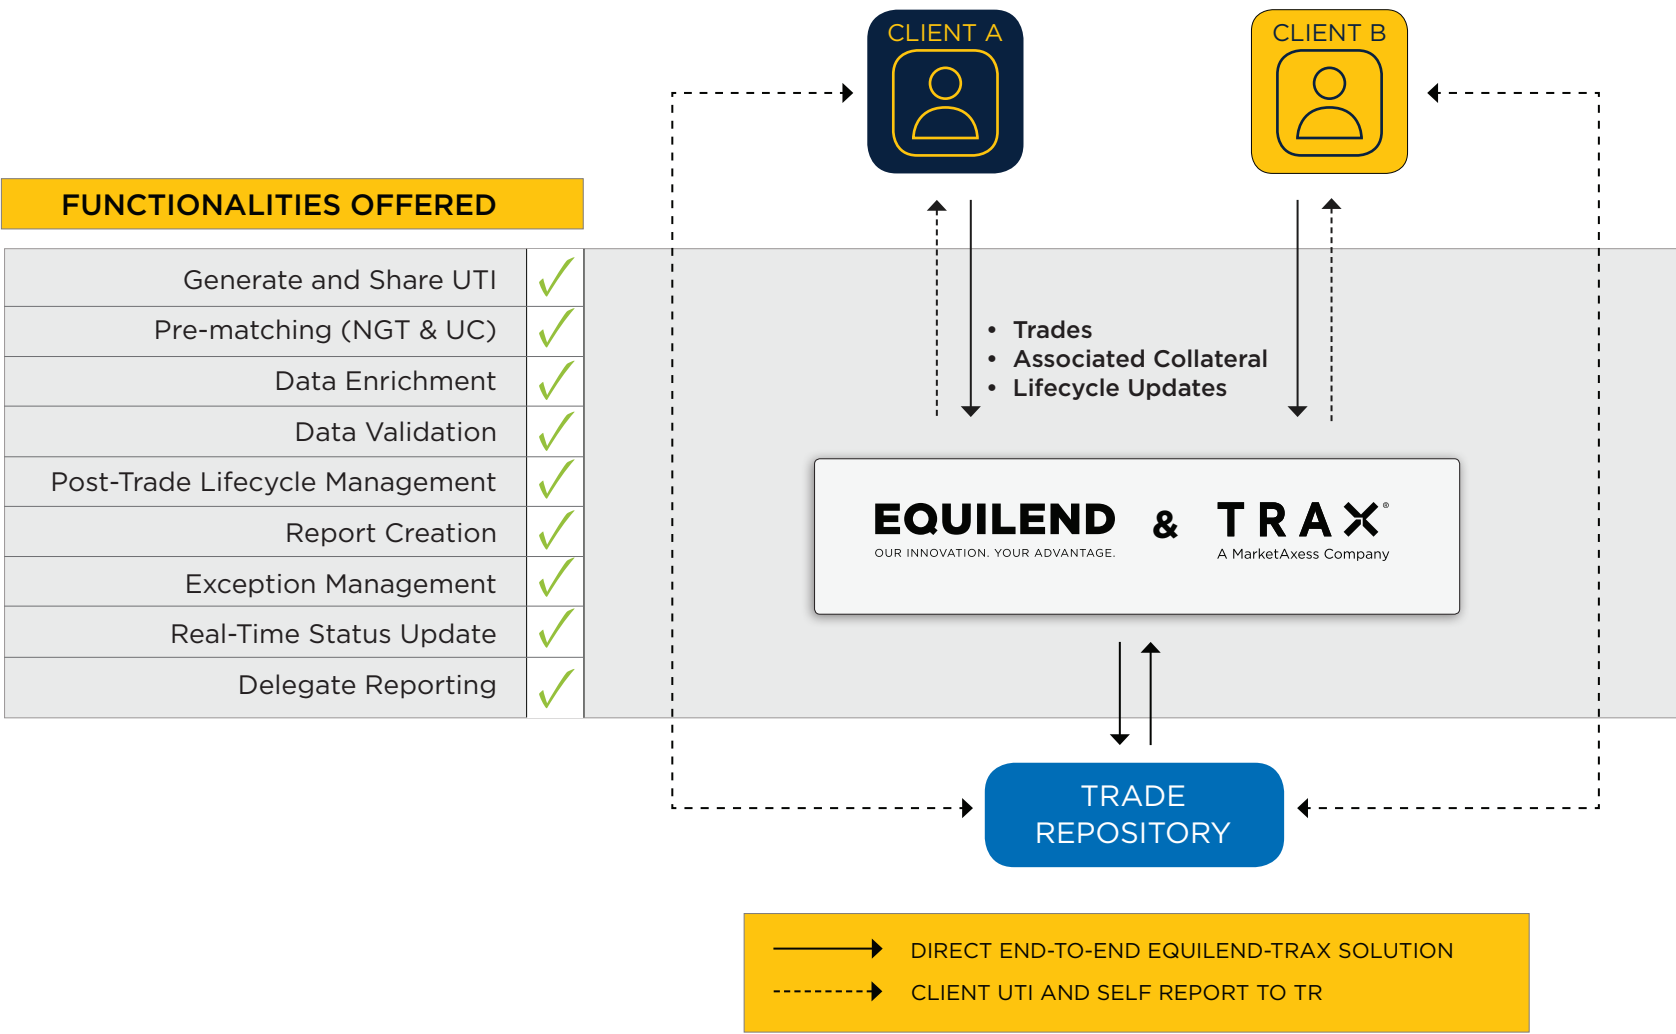 CLIENT A
CLIENT B
FUNCTIONALITIES OFFERED
Generate and Share UTI
Pre-matching (NGT & UC)
Data Enrichment
Data Validation
Post-Trade Lifecycle Management
Report Creation
Exception Management
Real-Time Status Update
Delegate Reporting
• Trades
• Associated Collateral
• Lifecycle Updates
EQUILEND & TRAX®
OUR INNOVATION. YOUR ADVANTAGE.
A MarketAxess Company
TRADE
REPOSITORY
DIRECT END-TO-END EQUILEND-TRAX SOLUTION
CLIENT UTI AND SELF REPORT TO TR